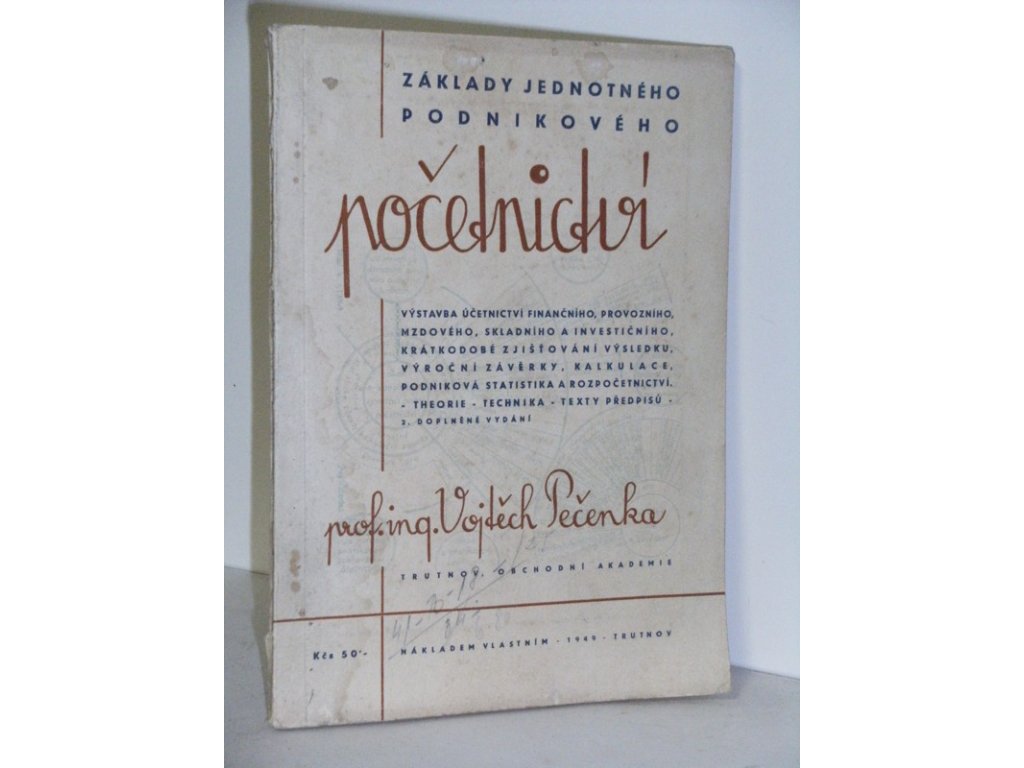 ZÁKLADY JEDNOTNÉHO
PODNIKOVÉHO
početnictví
VÝSTAVBA ÚČETNICTVÍ FINANČNÍHO, PROVOZNÍHO,
MZDOVÉHO, SKLADNÍHO A INVESTIČNÍHO,
KRÁTKODOBÉ ZJIŠŤOVÁNÍ VÝSLEDKU,
VÝROČNÍ ZÁVĚRKY, KALKULACE,
PODNIKOVÁ STATISTIKA A ROZPOČETNICTVÍ.
- THEORIE - TECHNIKA - TEXTY PŘEDPISŮ -
2. DOPLNĚNÉ VYDÁNÍ
prof. ing. Vojtěch Pečenka
TRUTNOV, OBCHODNÍ AKADEMIE
Kčs 50'-
NÁKLADEM VLASTNÍM - 1949 - TRUTNOV